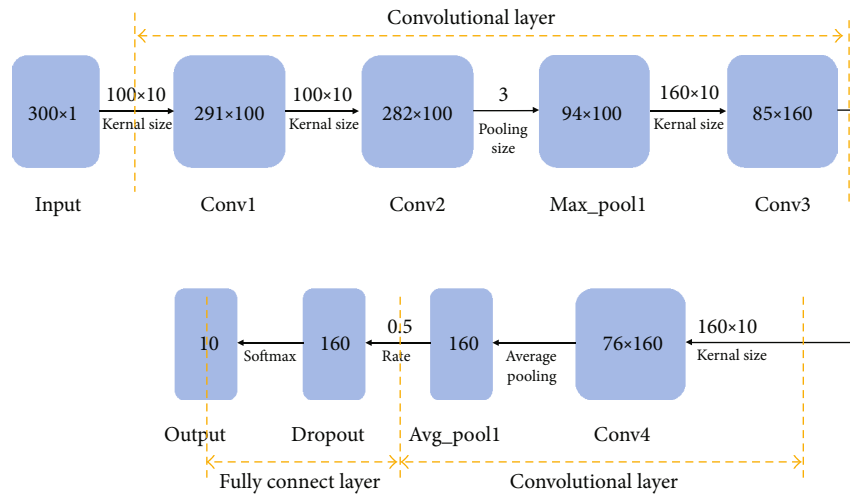 Convolutional layer
300×1
100×10
Kernal size
291×100
100×10
Kernal size
282×100
3
Pooling
size
94×100
160×10
Kernal size
85×160
Input
Conv1
Conv2
Max_pool1
Conv3
10
Softmax
160
0.5
Rate
160
Average
pooling
76×160
160×10
Kernel size
Output
Dropout
Avg_pool1
Conv4
Fully connect layer
Convolutional layer